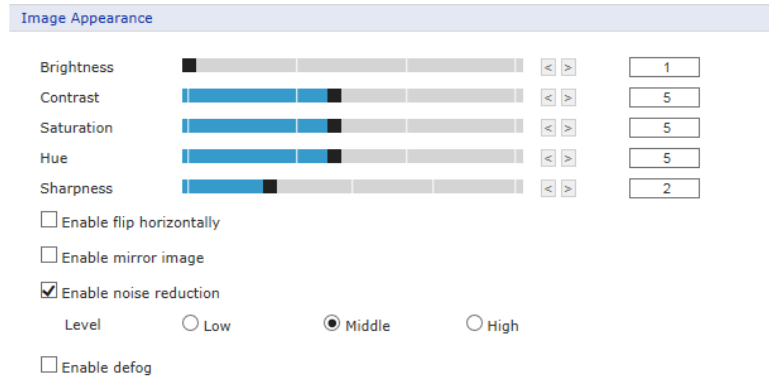 Image Appearance
Brightness < > 1
Contrast < > 5
Saturation < > 5
Hue < > 5
Sharpness < > 2
Enable flip horizontally
Enable mirror image
Enable noise reduction
Level Low Middle High
Enable defog